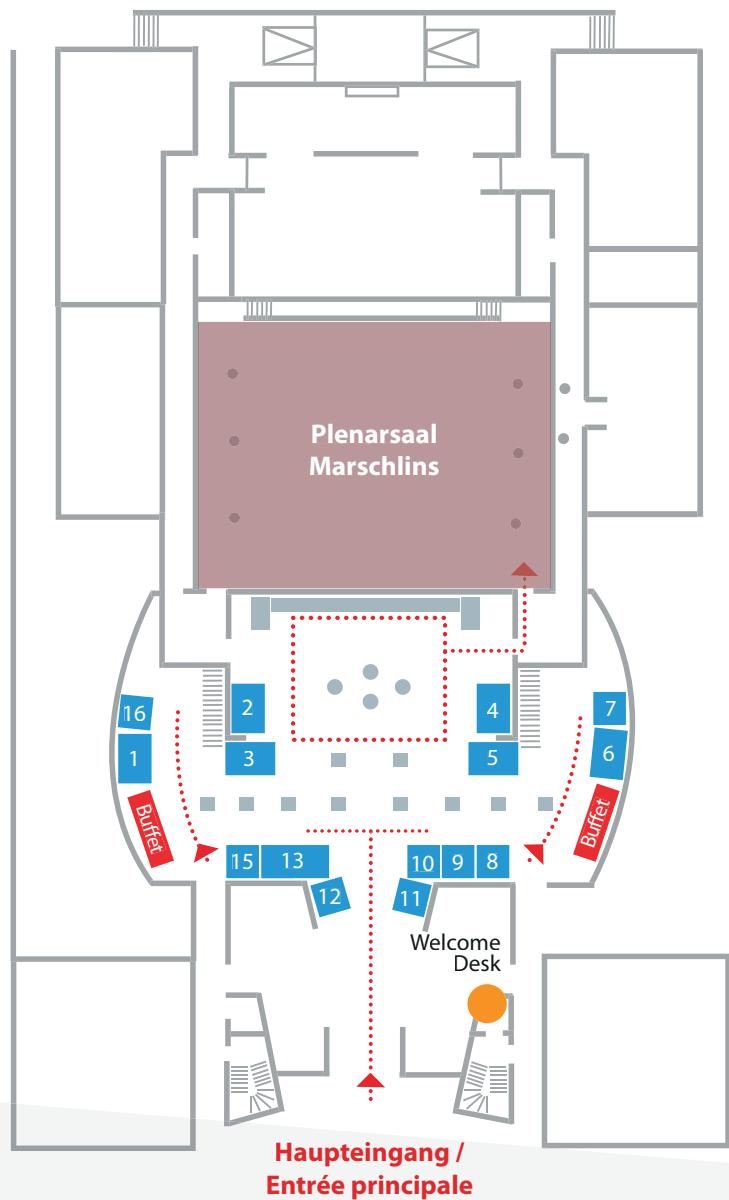 Plenarsaal
Marschlins
16
2
4
7
1
3
5
6
Buffet
Buffet
15
13
10
9
8
12
11
Welcome
Desk
Haupteingang /
Entrée principale